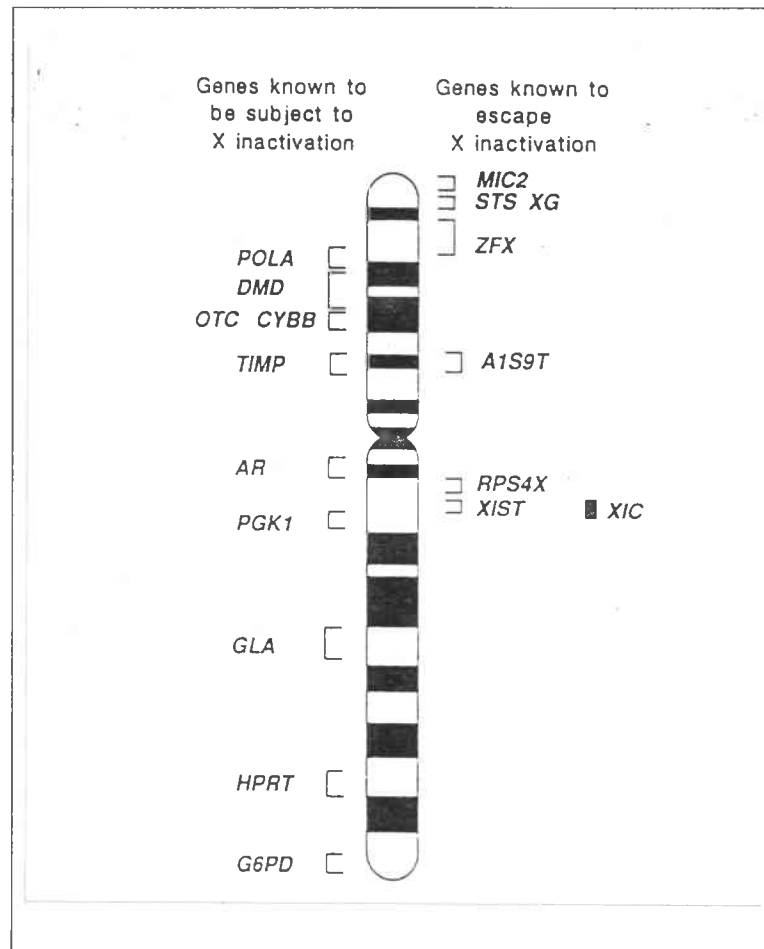 Genes known to
be subject to
X inactivation
Genes known to
escape
X inactivation
MIC2
STS XG
ZFX
POLA
DMD
OTC CYBB
TIMP
A1S9T
AR
RPS4X
XIST
XIC
PGK1
GLA
HPRT
G6PD